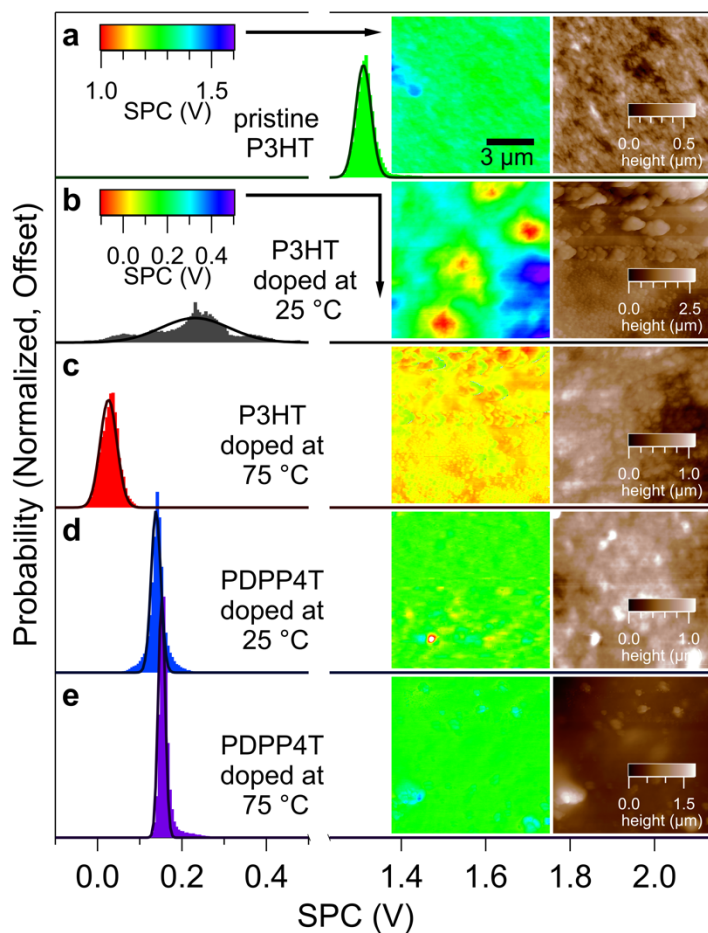 a
1.0 1.5
SPC (V)
pristine
P3HT
3 µm
0.0 0.5
height (µm)
b
0.0 0.2 0.4
SPC (V)
P3HT
doped at
25 °C
0.0 2.5
height (µm)
c
P3HT
doped at
75 °C
0.0 1.0
height (µm)
d
PDPP4T
doped at
25 °C
0.0 1.0
height (µm)
e
PDPP4T
doped at
75 °C
0.0 1.5
height (µm)
Probability (Normalized, Offset)
0.0 0.2 0.4 1.4 1.6 1.8 2.0
SPC (V)